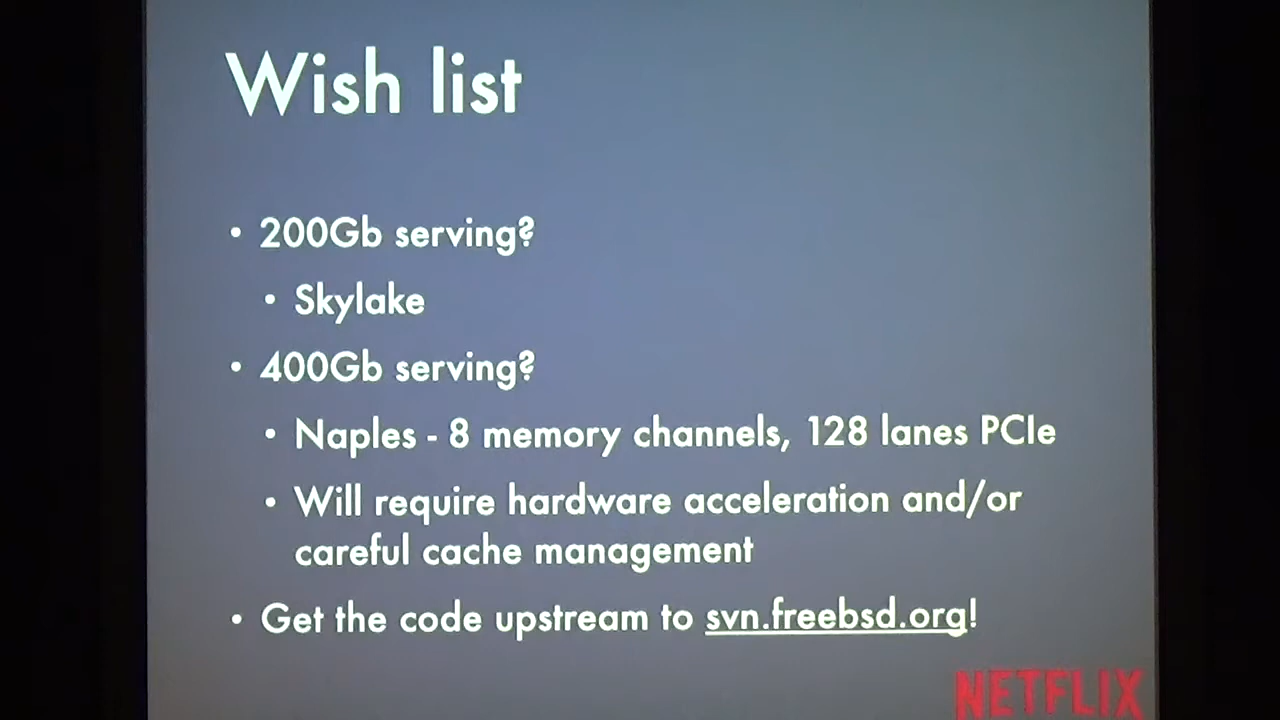 Wish list
• 200Gb serving?
• Skylake
• 400Gb serving?
• Naples - 8 memory channels, 128 lanes PCIe
• Will require hardware acceleration and/or
careful cache management
• Get the code upstream to svn.freebsd.org!
NETFLIX